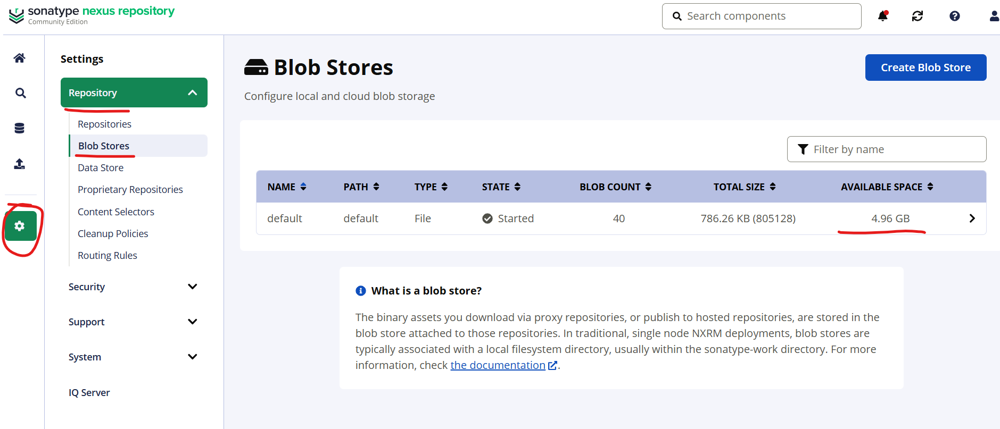 sonatype nexus repository
Community Edition
Search components
Settings
Repository
Repositories
Blob Stores
Data Store
Proprietary Repositories
Content Selectors
Cleanup Policies
Routing Rules
Security
Support
System
IQ Server
Blob Stores
Create Blob Store
Configure local and cloud blob storage
Filter by name
NAME PATH TYPE STATE BLOB COUNT TOTAL SIZE AVAILABLE SPACE
default default File Started 40 786.26 KB (805128) 4.96 GB
What is a blob store?
The binary assets you download via proxy repositories, or publish to hosted repositories, are stored in the
blob store attached to those repositories. In traditional, single node NXRM deployments, blob stores are
typically associated with a local filesystem directory, usually within the sonatype-work directory. For more
information, check the documentation.